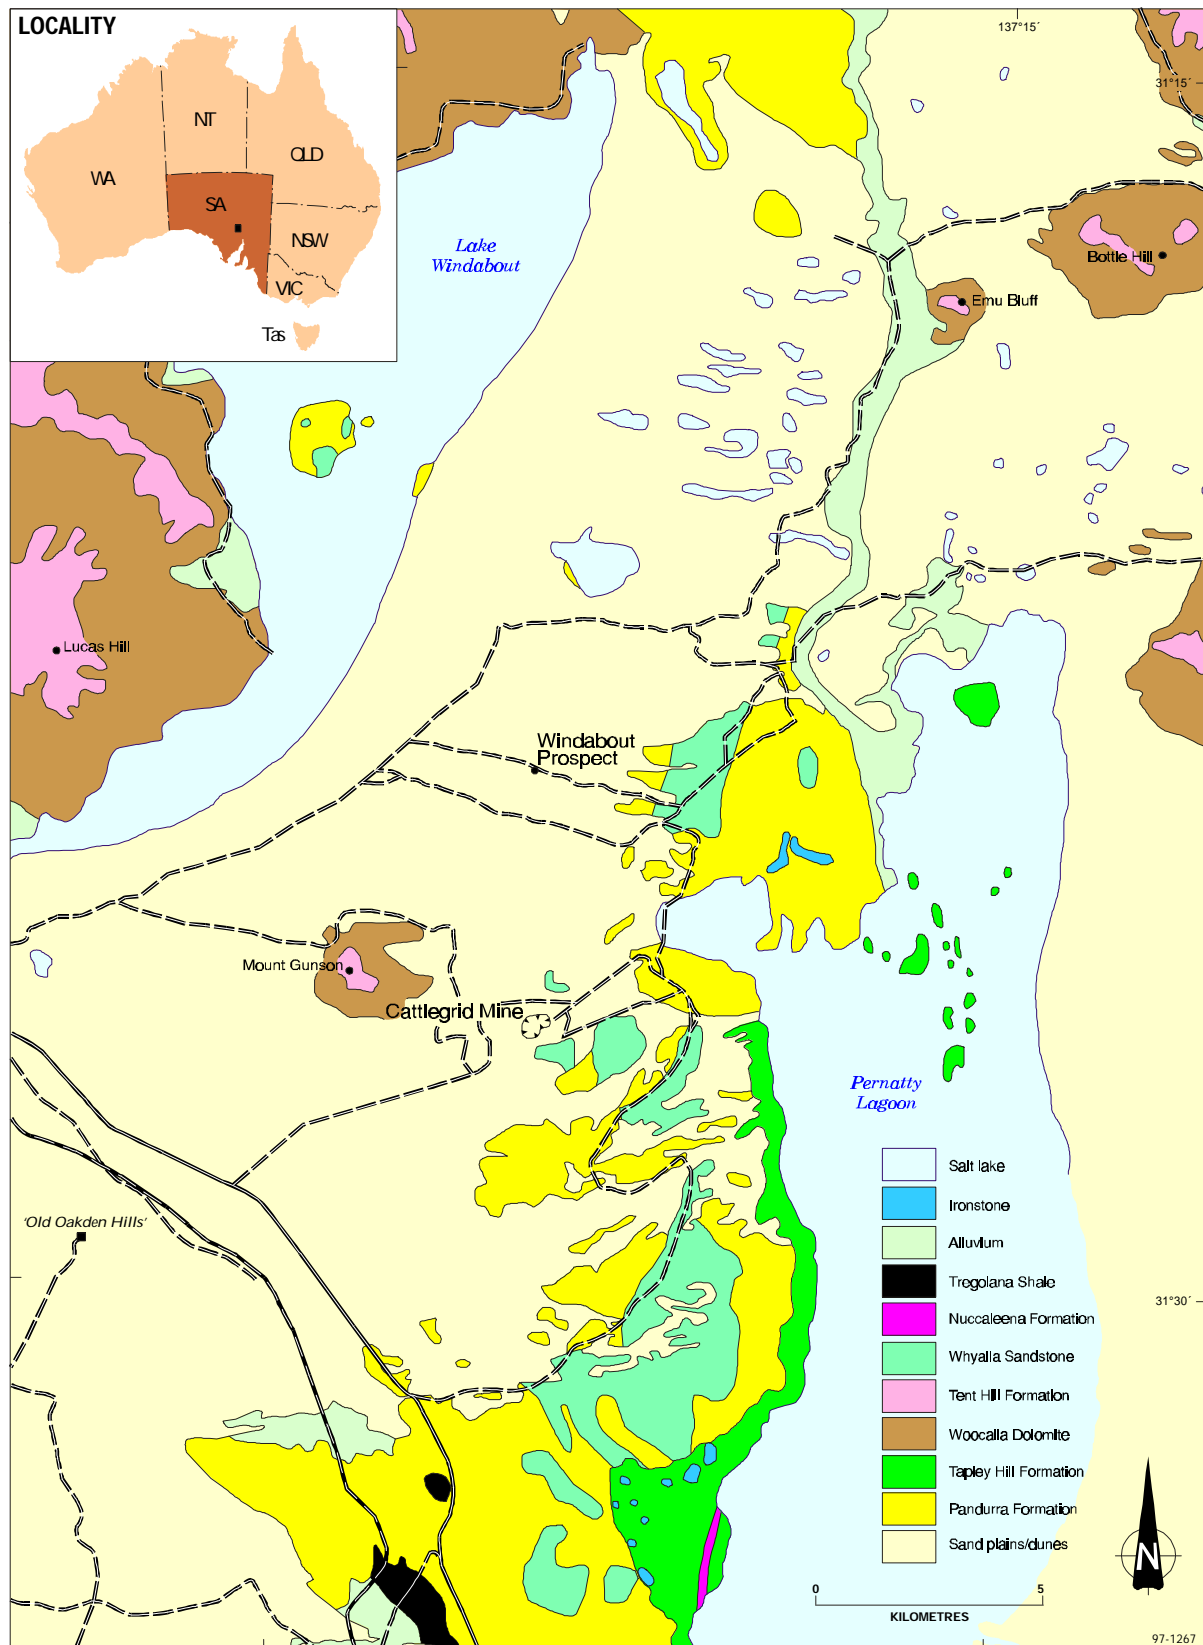 LOCALITY
NT
QLD
WA
SA
NSW
VIC
Tas
137°15´
31°15´
Lake
Windabout
Bottle Hill
Emu Bluff
Lucas Hill
Windabout
Prospect
Mount Gunson
Cattlegrid Mine
Pernatty
Lagoon
'Old Oakden Hills'
31°30´
Salt lake
Ironstone
Alluvium
Tregolana Shale
Nuccaleena Formation
Whyalla Sandstone
Tent Hill Formation
Woocalla Dolomite
Tapley Hill Formation
Pandurra Formation
Sand plains/dunes
N
0 5
KILOMETRES
97-1267